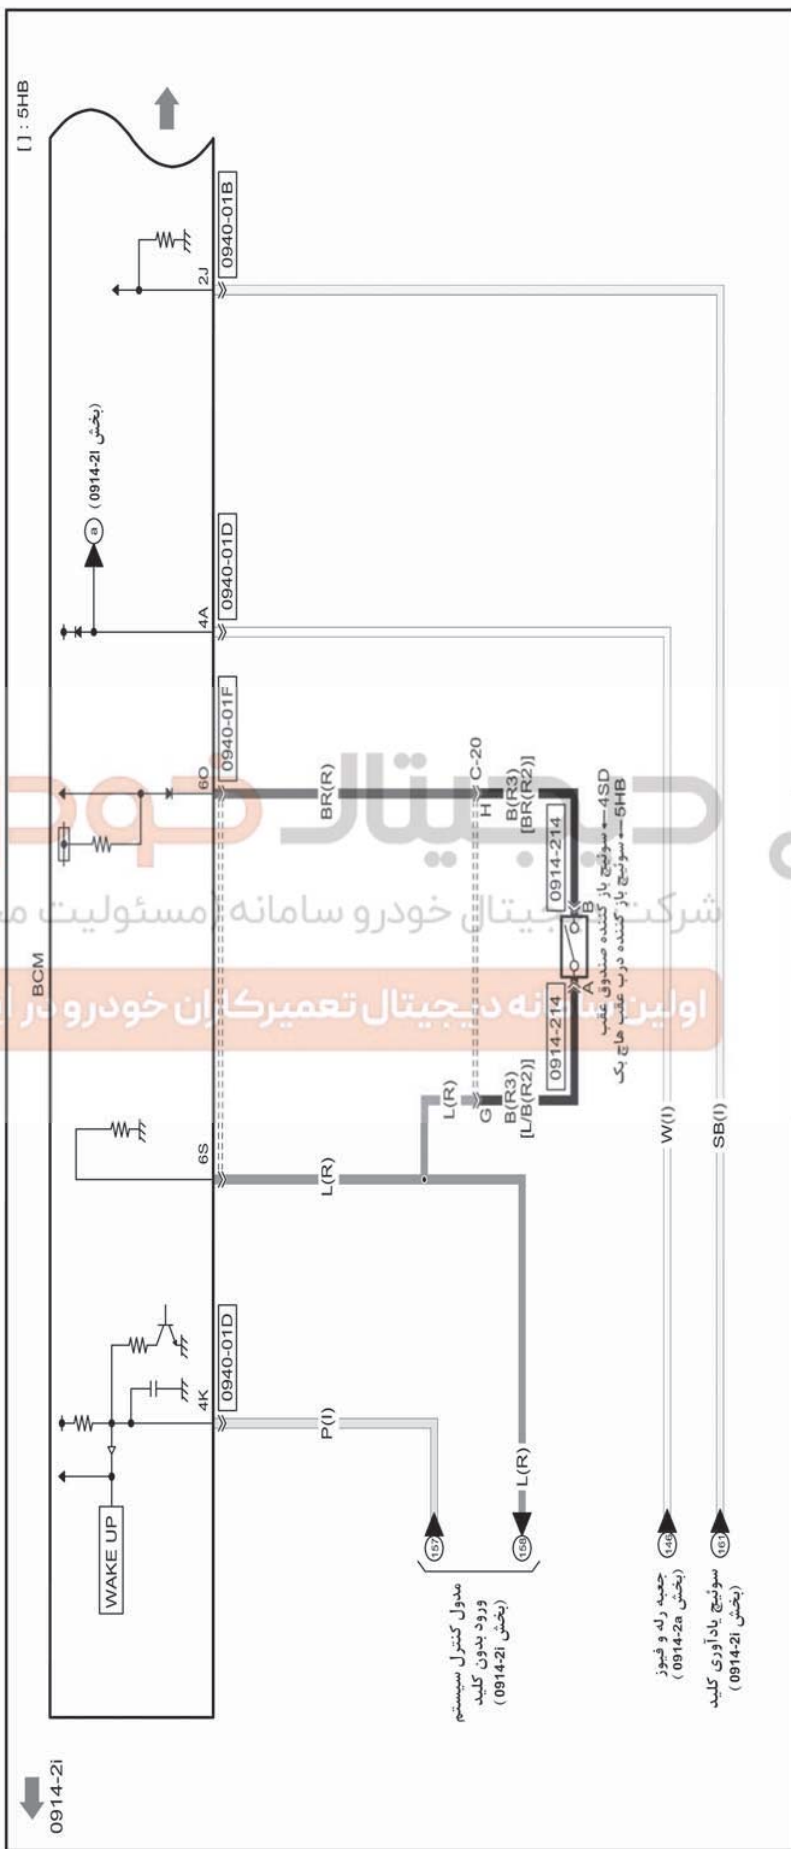 [ ] : 5HB
0914-2i
BCM
WAKE UP
4K
0940-01D
6S
6O
0940-01F
4A
0940-01D
2J
0940-01B
a
(بخش 0914-2l)
P(I)
L(R)
BR(R)
L(R)
G
H
C-20
B(R3)
[L/B(R2)]
B(R3)
[BR(R2)]
0914-214
0914-214
A
B
4SD—سوئیچ باز کننده صندوق عقب
5HB—سوئیچ باز کننده درب عقب هاچ بک
L(R)
W(I)
SB(I)
157
158
146
161
مدول کنترل سیستم
ورود بدون کلید
(بخش 0914-2i)
جعبه رله و فیوز
(بخش 0914-2a)
سوئیچ یادآوری کلید
(بخش 0914-2i)
دیجیتال خودرو
شرکت دیجیتال خودرو سامانه مسئولیت
اولین سامانه دیجیتال تعمیرکاران خودرو در